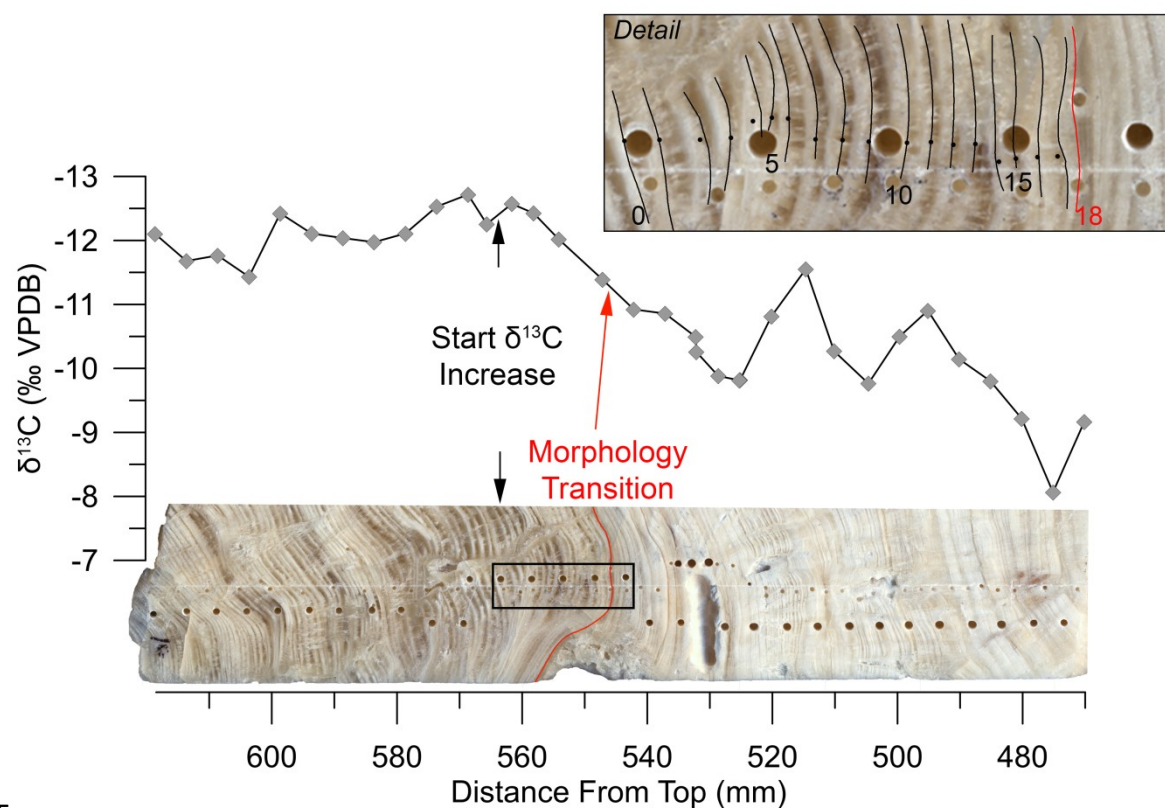 Detail
0
5
10
15
18
-13
-12
-11
-10
-9
-8
-7
δ¹³C (‰ VPDB)
Start δ¹³C
Increase
Morphology
Transition
600
580
560
540
520
500
480
Distance From Top (mm)